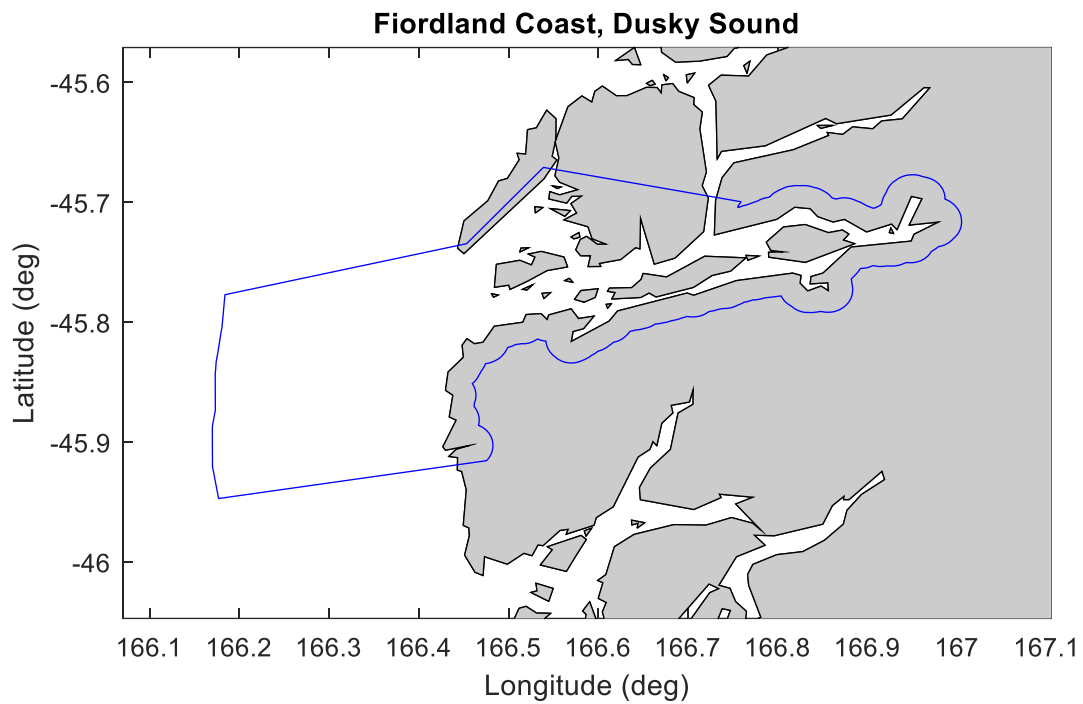 Fiordland Coast, Dusky Sound
-45.6
-45.7
-45.8
-45.9
-46
Latitude (deg)
166.1 166.2 166.3 166.4 166.5 166.6 166.7 166.8 166.9 167 167.1
Longitude (deg)